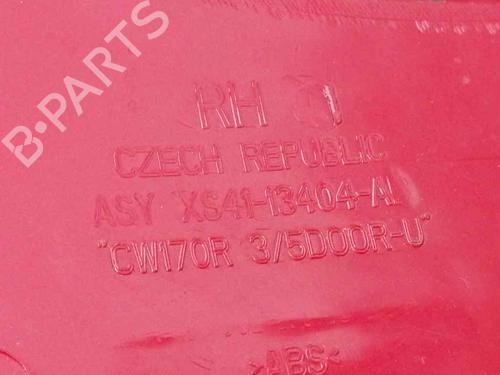 B-PARTS
RH
CZECH REPUBLIC
ASY XS41-13404-AL
"CW170R 3/5DOOR-U"
>ABS<